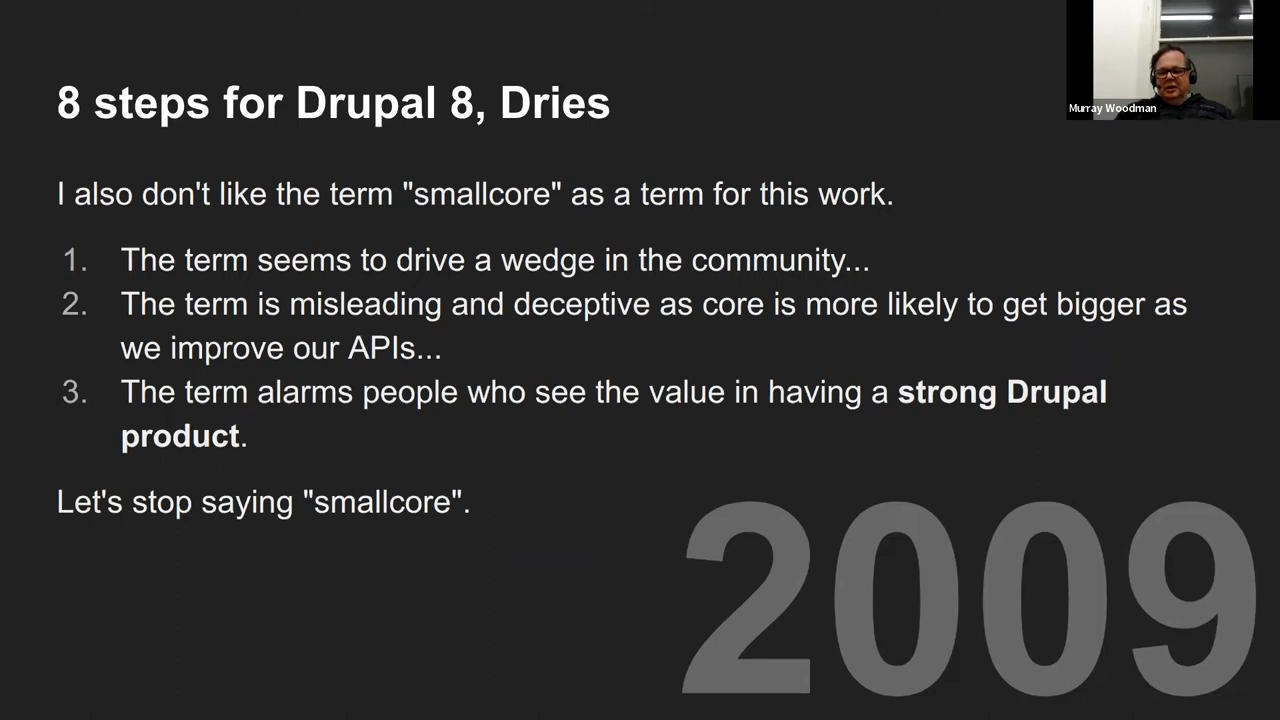 8 steps for Drupal 8, Dries
Murray Woodman
I also don't like the term "smallcore" as a term for this work.
1. The term seems to drive a wedge in the community...
2. The term is misleading and deceptive as core is more likely to get bigger as
we improve our APIs...
3. The term alarms people who see the value in having a strong Drupal
product.
Let's stop saying "smallcore".
2009